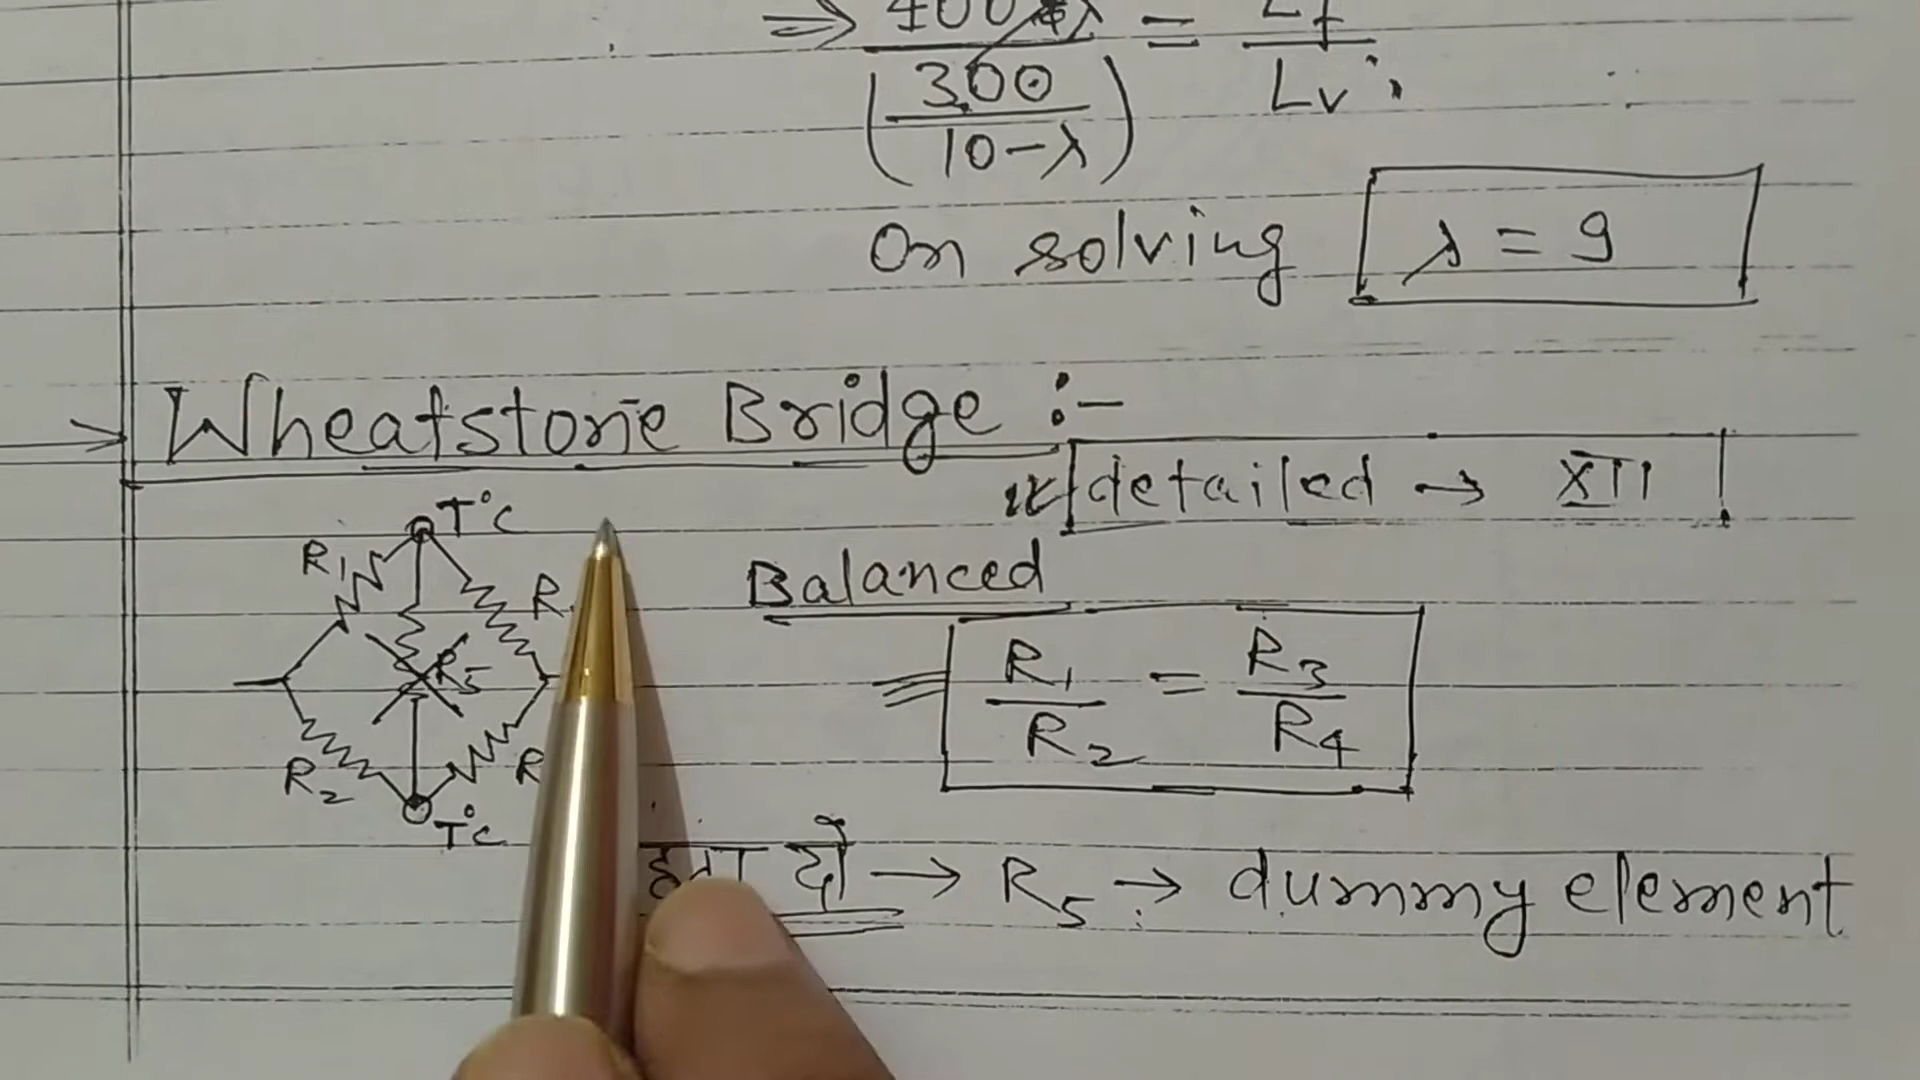 ⇒ 400λ / (300 / 10-λ) = Lf / Lv
On solving λ = 9
→ Wheatstone Bridge :-
detailed → XII
T°C
R1 R
Balanced
R5
R1/R2 = R3/R4
R2 R
T°C
दो → R5 → dummy element